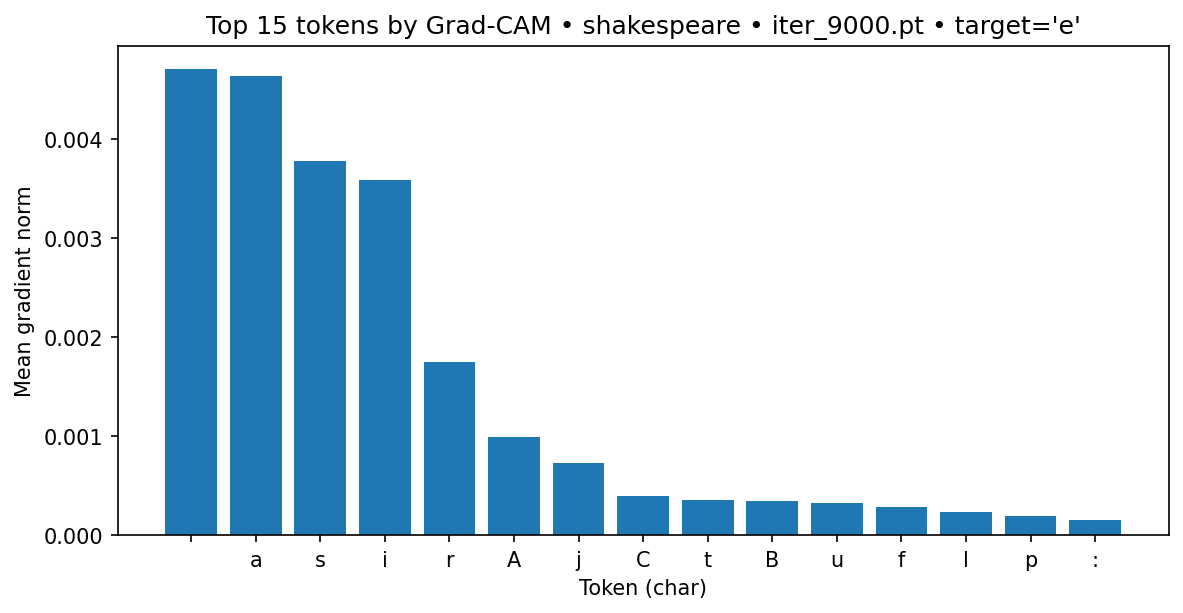 Top 15 tokens by Grad-CAM • shakespeare • iter_9000.pt • target='e'
Mean gradient norm
0.004
0.003
0.002
0.001
0.000
a s i r A j C t B u f l p :
Token (char)